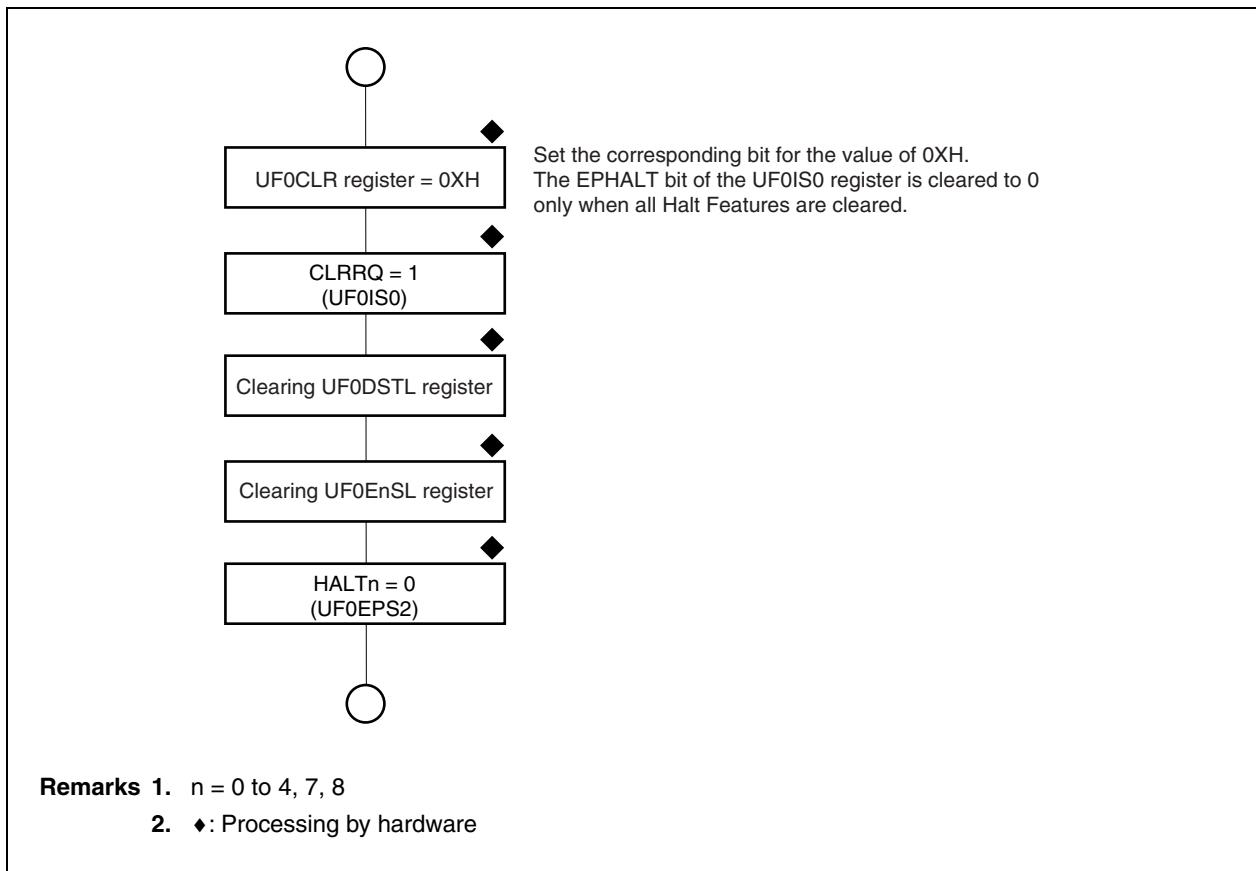 UF0CLR register = 0XH
Set the corresponding bit for the value of 0XH.
The EPHALT bit of the UF0IS0 register is cleared to 0
only when all Halt Features are cleared.
CLRRQ = 1
(UF0IS0)
Clearing UF0DSTL register
Clearing UF0EnSL register
HALTn = 0
(UF0EPS2)
Remarks 1. n = 0 to 4, 7, 8
2. ♦: Processing by hardware